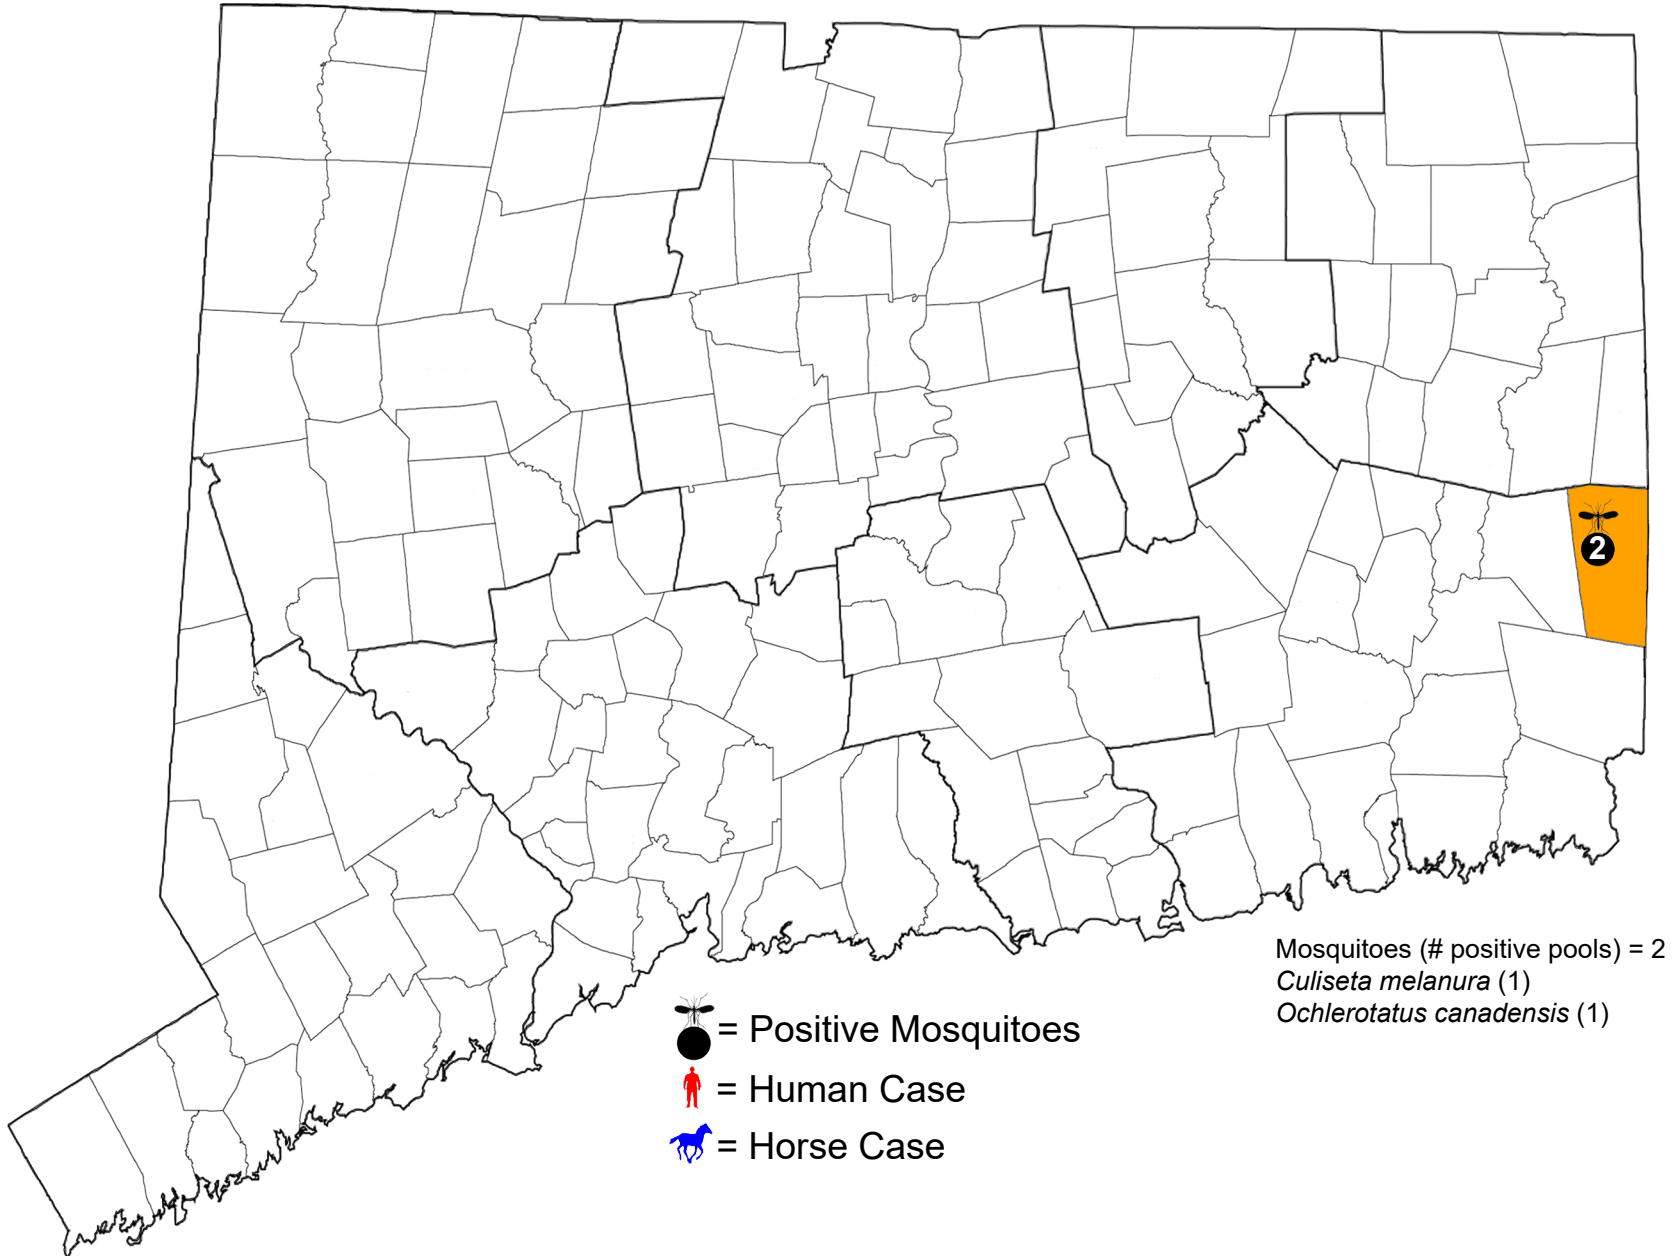 2
Mosquitoes (# positive pools) = 2
Culiseta melanura (1)
Ochlerotatus canadensis (1)
= Positive Mosquitoes
= Human Case
= Horse Case